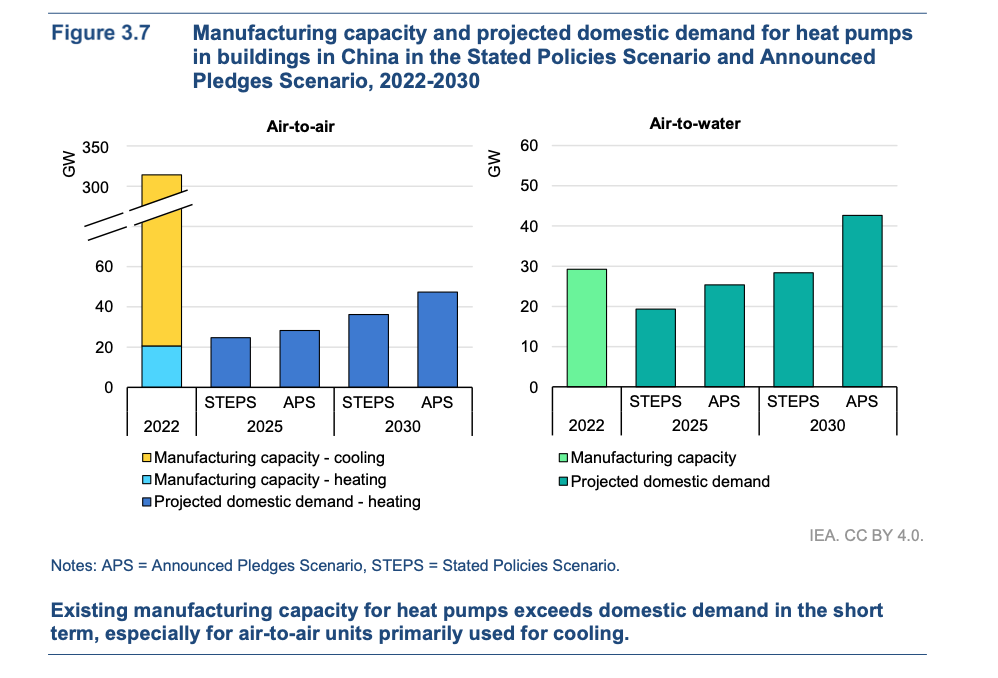 Figure 3.7 Manufacturing capacity and projected domestic demand for heat pumps
in buildings in China in the Stated Policies Scenario and Announced
Pledges Scenario, 2022-2030
Air-to-air
GW
350
300
60
40
20
0
STEPS APS STEPS APS
2022 2025 2030
Manufacturing capacity - cooling
Manufacturing capacity - heating
Projected domestic demand - heating
Air-to-water
GW
60
50
40
30
20
10
0
STEPS APS STEPS APS
2022 2025 2030
Manufacturing capacity
Projected domestic demand
IEA. CC BY 4.0.
Notes: APS = Announced Pledges Scenario, STEPS = Stated Policies Scenario.
Existing manufacturing capacity for heat pumps exceeds domestic demand in the short
term, especially for air-to-air units primarily used for cooling.